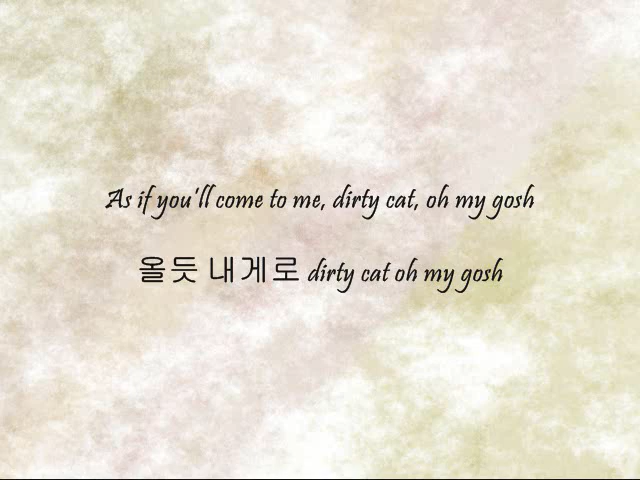 As if you'll come to me, dirty cat, oh my gosh
올듯 내게로 dirty cat oh my gosh